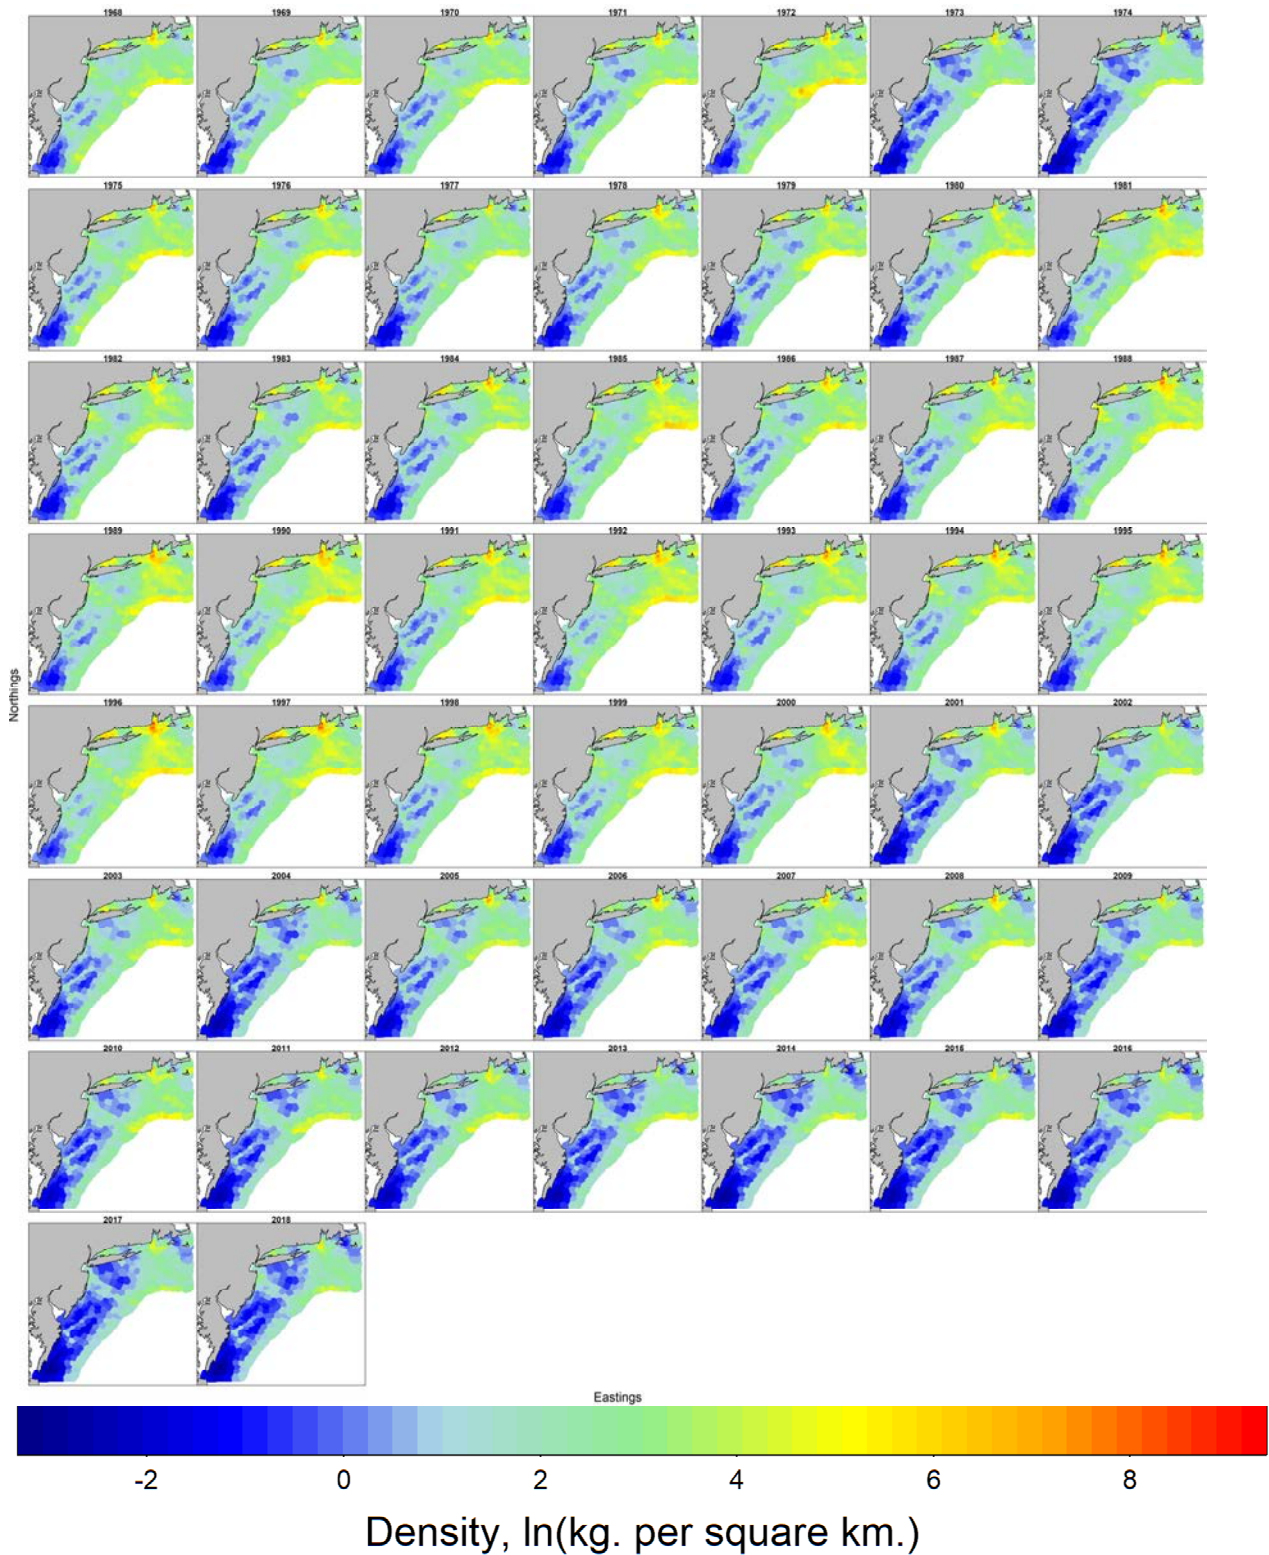 1968 1969 1970 1971 1972 1973 1974
1975 1976 1977 1978 1979 1980 1981
1982 1983 1984 1985 1986 1987 1988
1989 1990 1991 1992 1993 1994 1995
1996 1997 1998 1999 2000 2001 2002
2003 2004 2005 2006 2007 2008 2009
2010 2011 2012 2013 2014 2015 2016
2017 2018
Northings
Eastings
-2 0 2 4 6 8
Density, ln(kg. per square km.)